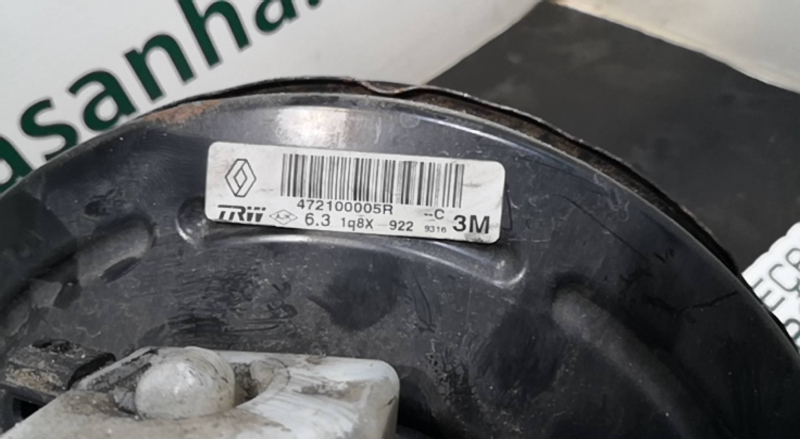 asanha
472100005R --C
TRW 6.3 1q8X 922 9316 3M